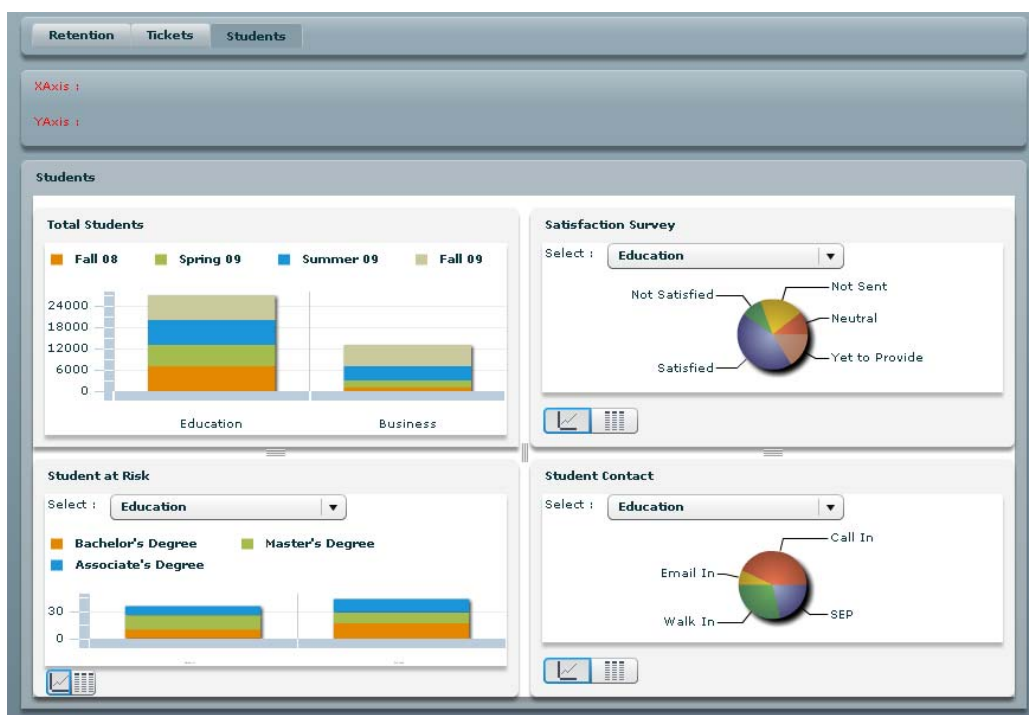 Retention Tickets Students
XAxis :
YAxis :
Students
Total Students
Fall 08 Spring 09 Summer 09 Fall 09
24000
18000
12000
6000
0
Education Business
Satisfaction Survey
Select : Education
Not Sent
Not Satisfied
Neutral
Yet to Provide
Satisfied
Student at Risk
Select : Education
Bachelor's Degree Master's Degree
Associate's Degree
30
0
Student Contact
Select : Education
Call In
Email In
SEP
Walk In